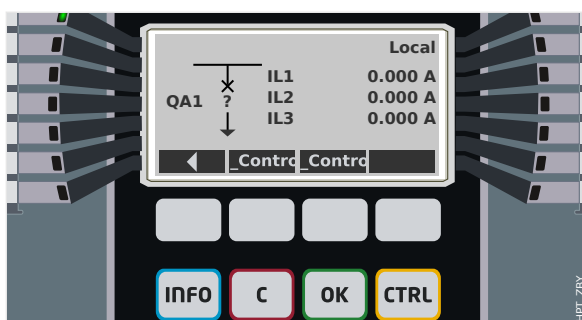 Local
IL1 0.000 A
QA1 ? IL2 0.000 A
IL3 0.000 A
_Contro _Contro
INFO C OK CTRL